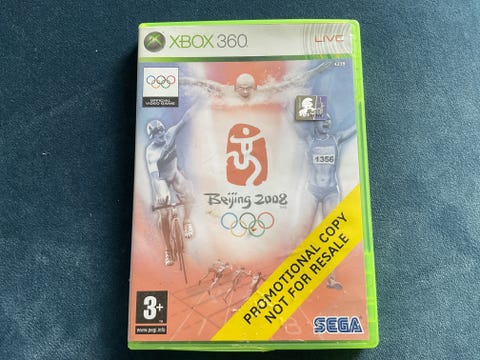 XBOX 360
LIVE
OFFICIAL
VIDEO GAME
1356
Beijing 2008
PROMOTIONAL COPY
NOT FOR RESALE
3+
www.pegi.info
SEGA